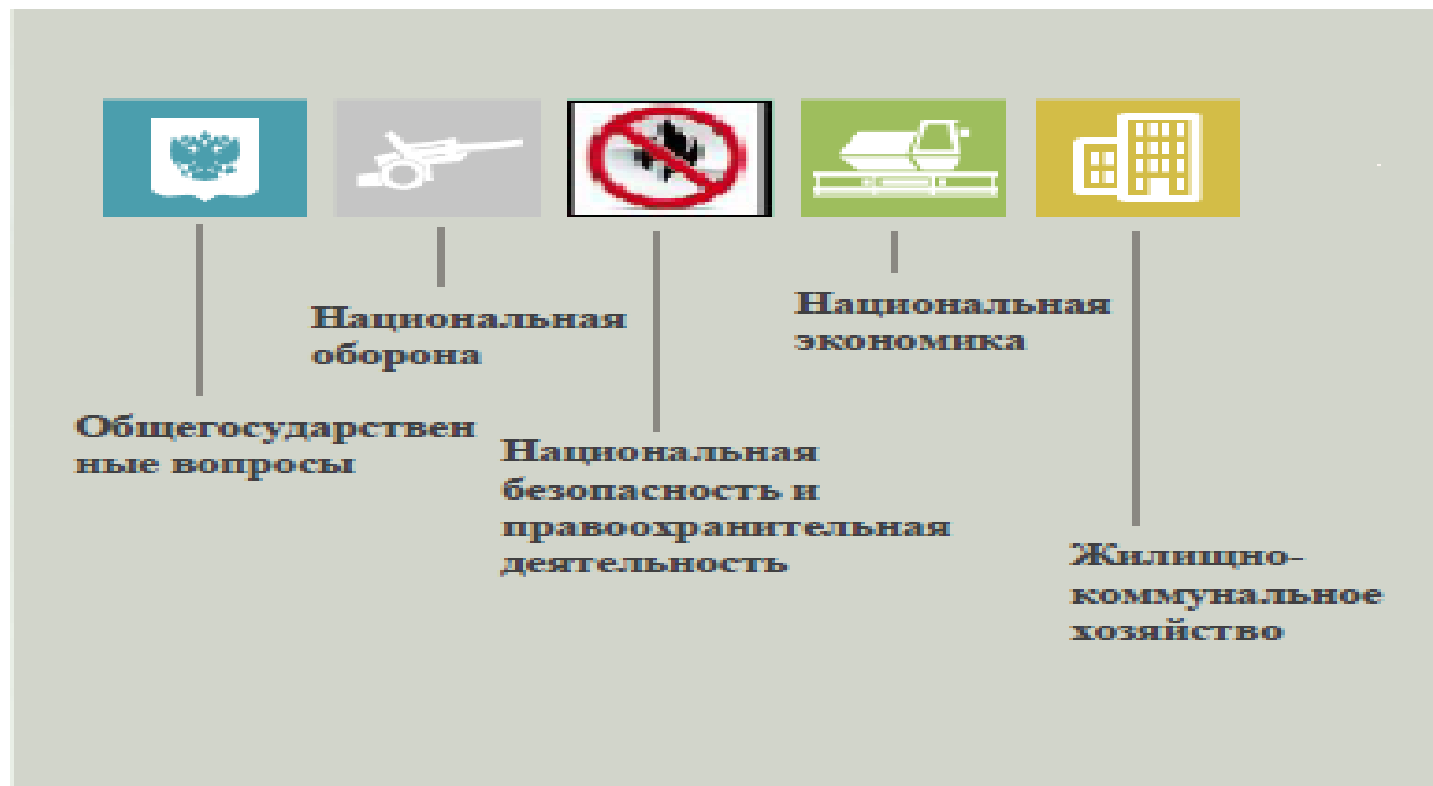 Общегосударствен
ные вопросы
Национальная
оборона
Национальная
безопасность и
правоохранительная
деятельность
Национальная
экономика
Жилищно-
коммунальное
хозяйство